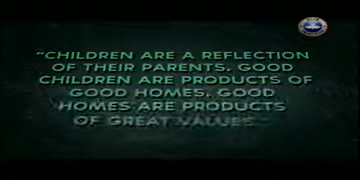 "CHILDREN ARE A REFLECTION
OF THEIR PARENTS. GOOD
CHILDREN ARE PRODUCTS OF
GOOD HOMES. GOOD
HOMES ARE PRODUCTS
OF GREAT VALUES